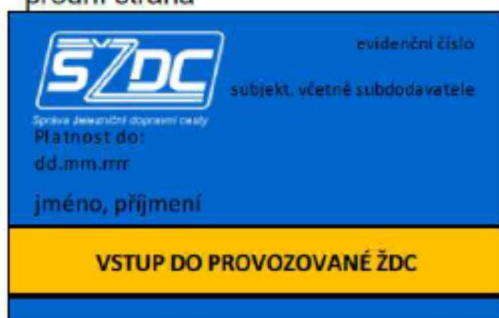 přední strana
evidenční číslo
SŽDC
subjekt, včetně subdodavatele
Správa železniční dopravní cesty
Platnost do:
dd.mm.rrrr
jméno, příjmení
VSTUP DO PROVOZOVANÉ ŽDC